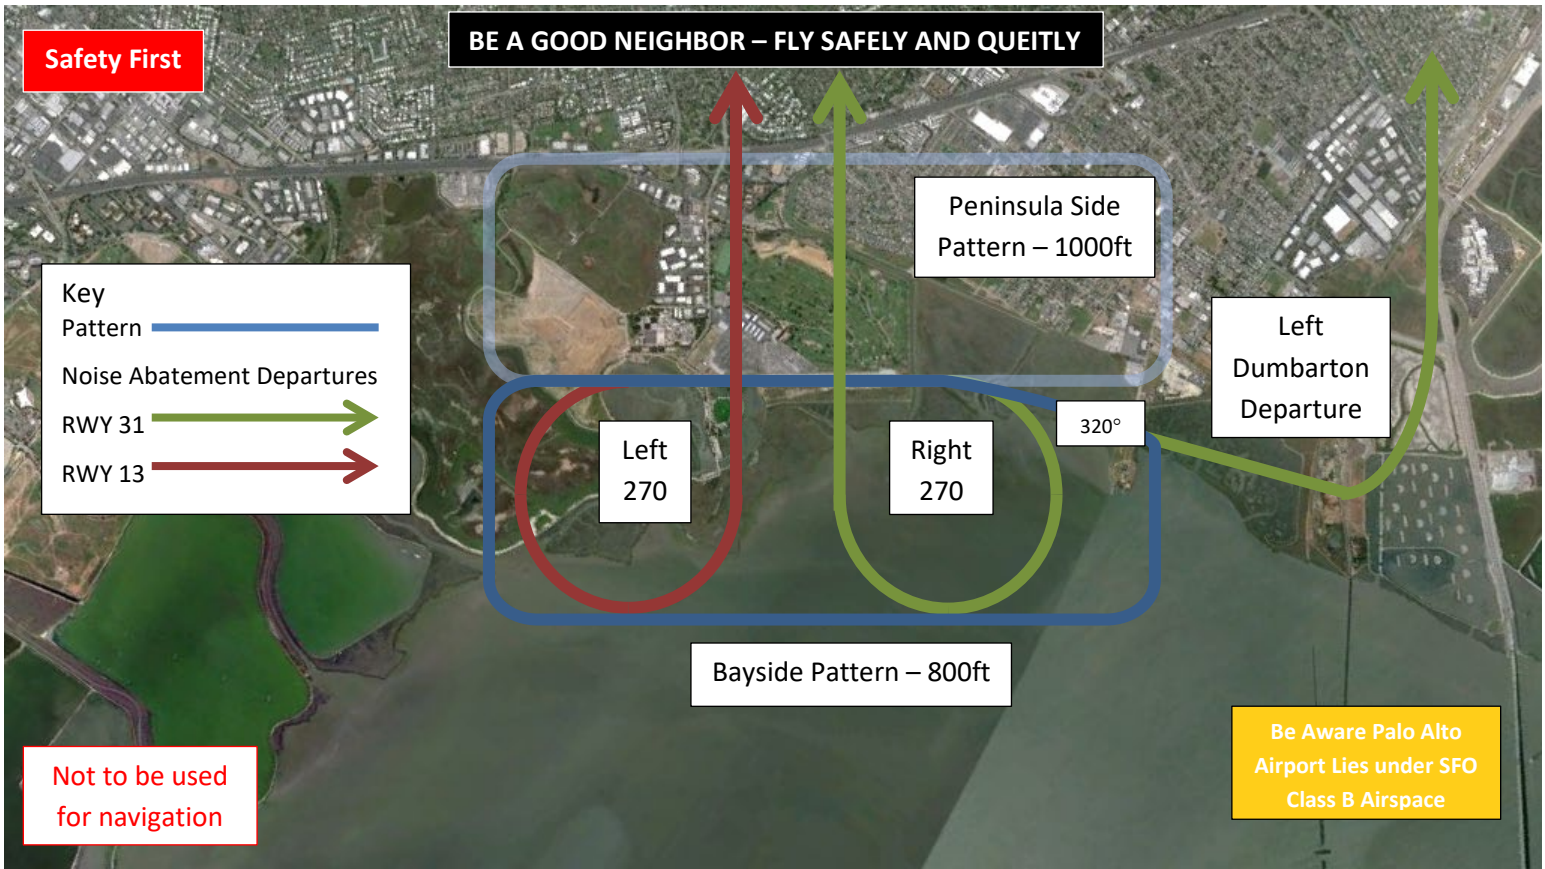 Safety First
BE A GOOD NEIGHBOR – FLY SAFELY AND QUEITLY
Peninsula Side
Pattern – 1000ft
Key
Pattern
Noise Abatement Departures
RWY 31
RWY 13
Left
Dumbarton
Departure
320°
Left
270
Right
270
Bayside Pattern – 800ft
Be Aware Palo Alto
Airport Lies under SFO
Class B Airspace
Not to be used
for navigation